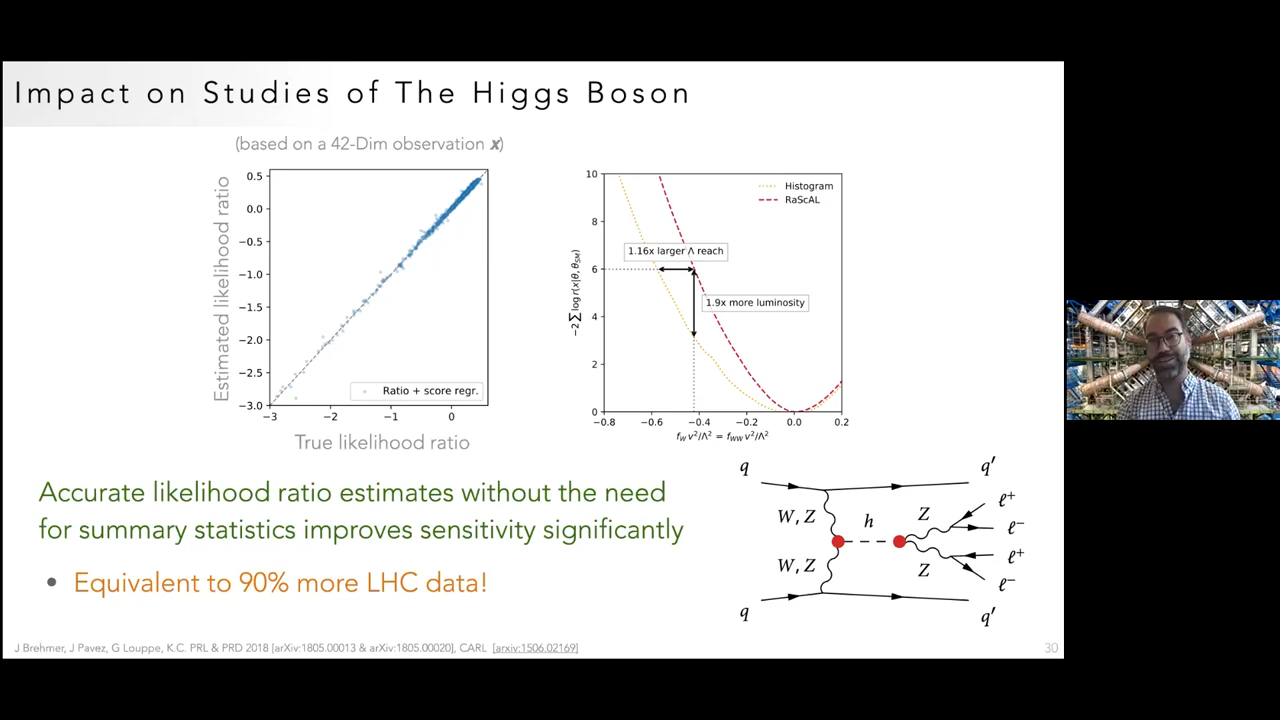 Impact on Studies of The Higgs Boson
(based on a 42-Dim observation x)
Estimated likelihood ratio
0.5
0.0
−0.5
−1.0
−1.5
−2.0
−2.5
−3.0
Ratio + score regr.
−3
−2
−1
0
True likelihood ratio
−2 ∑ log r(x|θ, θSM)
10
8
6
4
2
0
Histogram
RaScAL
1.16x larger Λ reach
1.9x more luminosity
−0.8
−0.6
−0.4
−0.2
0.0
0.2
fW v²/Λ² = fWW v²/Λ²
Accurate likelihood ratio estimates without the need
for summary statistics improves sensitivity significantly
• Equivalent to 90% more LHC data!
q
q′
W, Z
h
Z
ℓ+
ℓ−
W, Z
Z
ℓ+
ℓ−
q
q′
J Brehmer, J Pavez, G Louppe, K.C. PRL & PRD 2018 [arXiv:1805.00013 & arXiv:1805.00020], CARL [arxiv:1506.02169]
30